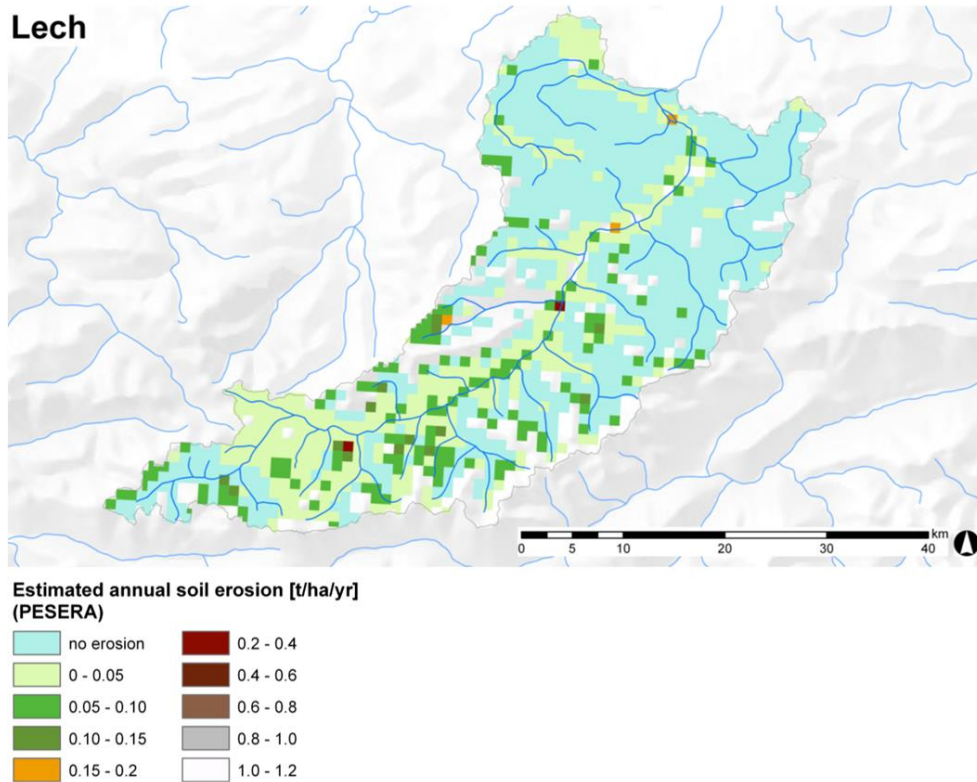 Lech
km
0 2.5 5 10 20 30 40
Estimated annual soil erosion [t/ha/yr]
(PESERA)
no erosion 0.2 - 0.4
0 - 0.05 0.4 - 0.6
0.05 - 0.10 0.6 - 0.8
0.10 - 0.15 0.8 - 1.0
0.15 - 0.2 1.0 - 1.2